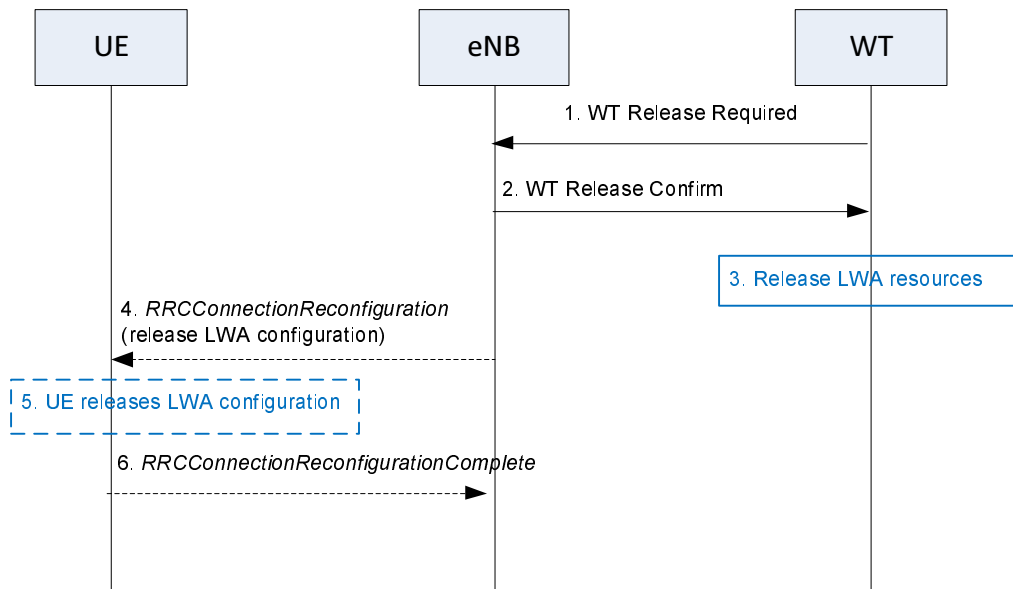 UE
eNB
WT
1. WT Release Required
2. WT Release Confirm
3. Release LWA resources
4. RRCConnectionReconfiguration
(release LWA configuration)
5. UE releases LWA configuration
6. RRCConnectionReconfigurationComplete